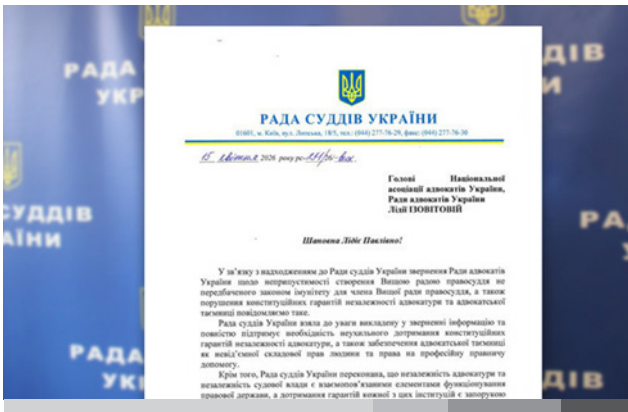 РАДА
УКР
ДІВ
И
СУДДІВ
АЇНИ
РА
РАДА
УКІ
ДІВ
РАДА СУДДІВ УКРАЇНИ
01601, м. Київ, вул. Липська, 18/5, тел.: (044) 277-76-29, факс: (044) 277-76-30
15 квітня 2026 року рс-
Голові Національної
асоціації адвокатів України,
Ради адвокатів України
Лідії ІЗОВІТОВІЙ
Шановна Лідіє Павлівно!
У зв’язку з надходженням до Ради суддів України звернення Ради адвокатів
України щодо неприпустимості створення Вищою радою правосуддя не
передбаченого законом імунітету для члена Вищої ради правосуддя, а також
порушення конституційних гарантій незалежності адвокатури та адвокатської
таємниці повідомляємо таке.
Рада суддів України взяла до уваги викладену у зверненні інформацію та
повністю підтримує необхідність неухильного дотримання конституційних
гарантій незалежності адвокатури, а також забезпечення адвокатської таємниці
як невід’ємної складової прав людини та права на професійну правничу
допомогу.
Крім того, Рада суддів України переконана, що незалежність адвокатури та
незалежність судової влади є взаємопов’язаними елементами функціонування
правової держави, а дотримання гарантій кожної з цих інституцій є запорукою